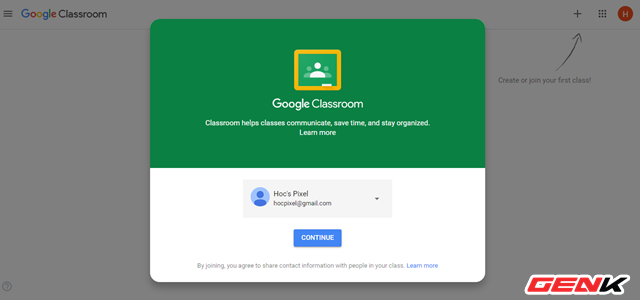 Google Classroom
H
Create or join your first class!
Google Classroom
Classroom helps classes communicate, save time, and stay organized.
Learn more
Hoc's Pixel
hocpixel@gmail.com
CONTINUE
By joining, you agree to share contact information with people in your class. Learn more
?
GENK